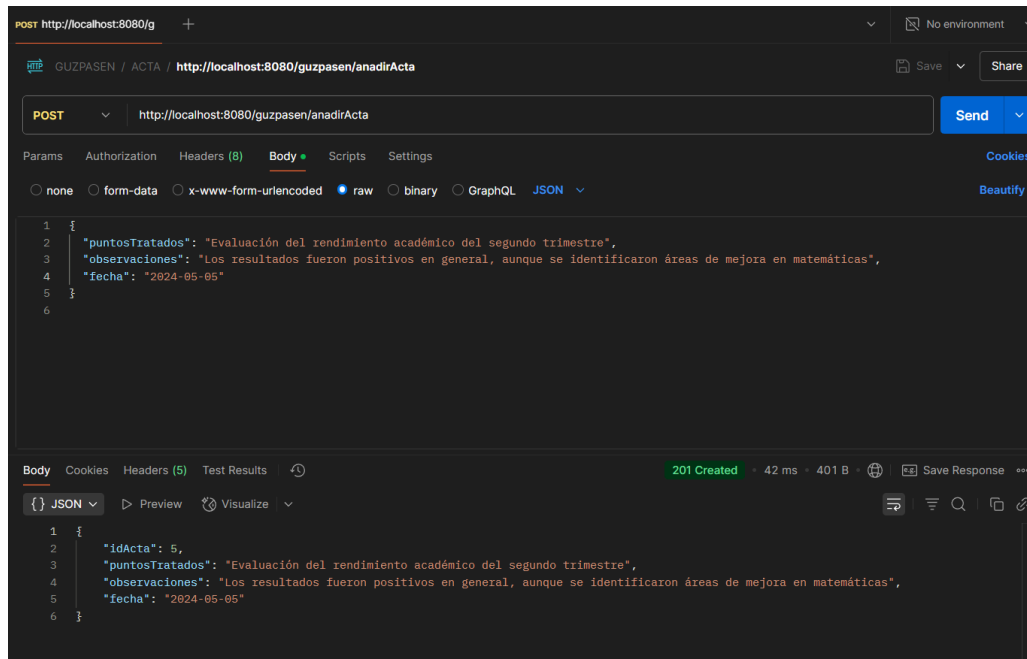 POST http://localhost:8080/g
No environment
HTTP GUZPASEN / ACTA / http://localhost:8080/guzpasen/anadirActa Save Share
POST http://localhost:8080/guzpasen/anadirActa Send
Params Authorization Headers (8) Body Scripts Settings Cookies
none form-data x-www-form-urlencoded raw binary GraphQL JSON Beautify
1 {
2 "puntosTratados": "Evaluación del rendimiento académico del segundo trimestre",
3 "observaciones": "Los resultados fueron positivos en general, aunque se identificaron áreas de mejora en matemáticas",
4 "fecha": "2024-05-05"
5 }
6
Body Cookies Headers (5) Test Results 201 Created 42 ms 401 B e.g. Save Response
{} JSON Preview Visualize
1 {
2 "idActa": 5,
3 "puntosTratados": "Evaluación del rendimiento académico del segundo trimestre",
4 "observaciones": "Los resultados fueron positivos en general, aunque se identificaron áreas de mejora en matemáticas",
5 "fecha": "2024-05-05"
6 }